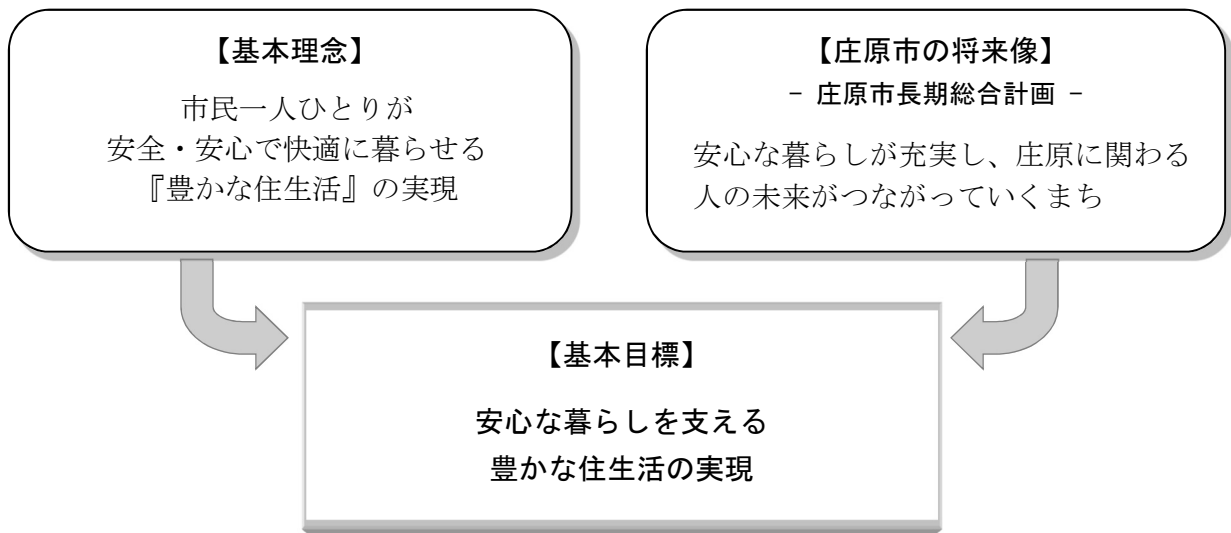 【基本理念】
市民一人ひとりが
安全・安心で快適に暮らせる
『豊かな住生活』の実現
【庄原市の将来像】
- 庄原市長期総合計画 -
安心な暮らしが充実し、庄原に関わる
人の未来がつながっていくまち
【基本目標】
安心な暮らしを支える
豊かな住生活の実現